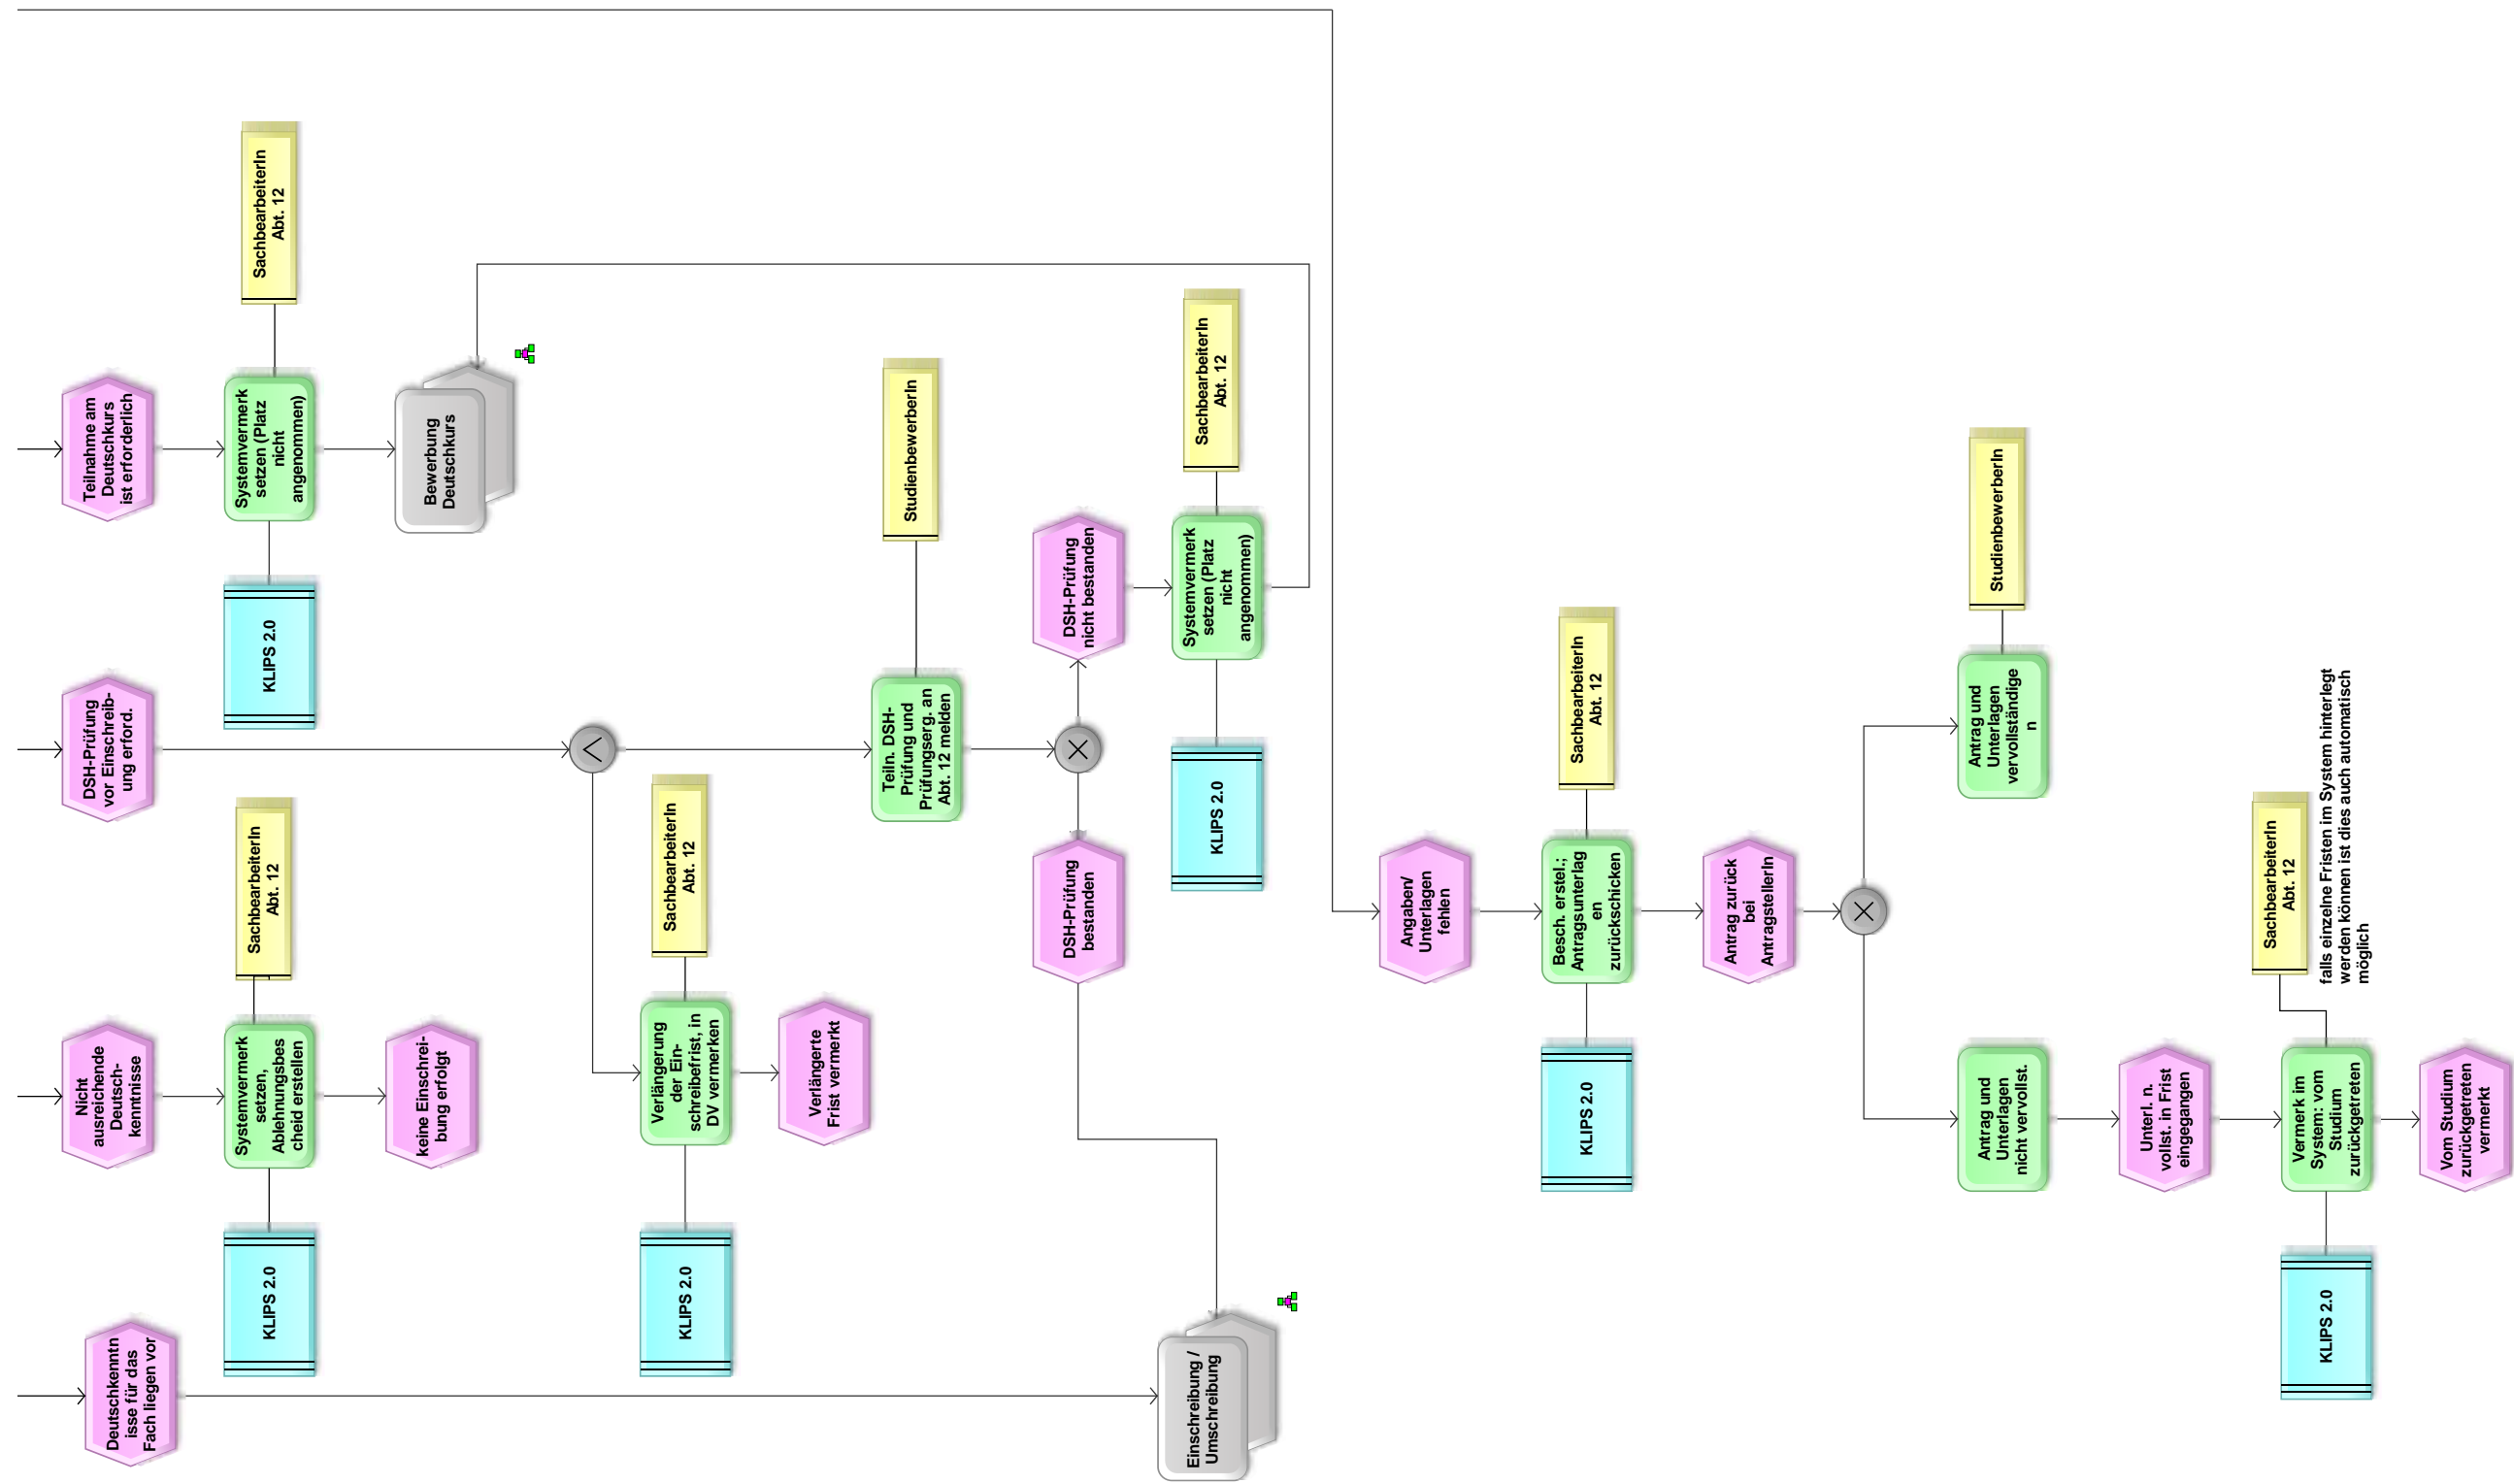 Deutschkenntn
isse für das
Fach liegen vor
Nicht
ausreichende
Deutsch-
kenntnisse
DSH-Prüfung
vor Einschreib-
ung erford.
Teilnahme am
Deutschkurs
ist erforderlich
KLIPS 2.0
Systemvermerk
setzen,
Ablehnungsbes
cheid erstellen
SachbearbeiterIn
Abt. 12
KLIPS 2.0
Systemvermerk
setzen (Platz
nicht
angenommen)
SachbearbeiterIn
Abt. 12
keine Einschrei-
bung erfolgt
Bewerbung
Deutschkurs
KLIPS 2.0
Verlängerung
der Ein-
schreibefrist, in
DV vermerken
SachbearbeiterIn
Abt. 12
Verlängerte
Frist vermerkt
Teiln. DSH-
Prüfung und
Prüfungserg. an
Abt. 12 melden
StudienbewerberIn
DSH-Prüfung
bestanden
DSH-Prüfung
nicht bestanden
Einschreibung /
Umschreibung
KLIPS 2.0
Systemvermerk
setzen (Platz
nicht
angenommen)
SachbearbeiterIn
Abt. 12
Angaben/
Unterlagen
fehlen
KLIPS 2.0
Besch. erstel.;
Antragsunterlag
en
zurückschicken
SachbearbeiterIn
Abt. 12
Antrag zurück
bei
AntragstellerIn
Antrag und
Unterlagen
nicht vervollst.
Antrag und
Unterlagen
vervollständige
n
StudienbewerberIn
Unterl. n.
vollst. in Frist
eingegangen
KLIPS 2.0
Vermerk im
System: vom
Studium
zurückgetreten
SachbearbeiterIn
Abt. 12
falls einzelne Fristen im System hinterlegt
werden können ist dies auch automatisch
möglich
Vom Studium
zurückgetreten
vermerkt